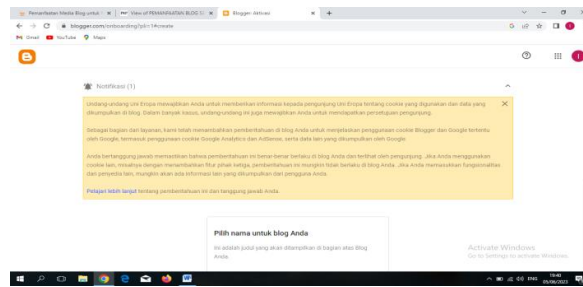 Pemanfaatan Media Blog untuk
View of PEMANFAATAN BLOG S
Blogger: Aktivasi
blogger.com/onboarding?pli=1#create
Gmail
YouTube
Maps
Notifikasi (1)
Undang-undang Uni Eropa mewajibkan Anda untuk memberikan informasi kepada pengunjung Uni Eropa tentang cookie yang digunakan dan data yang
dikumpulkan di blog. Dalam banyak kasus, undang-undang ini juga mewajibkan Anda untuk mendapatkan persetujuan pengunjung.
Sebagai bagian dari layanan, kami telah menambahkan pemberitahuan di blog Anda untuk menjelaskan penggunaan cookie Blogger dan Google tertentu
oleh Google, termasuk penggunaan cookie Google Analytics dan AdSense, serta data lain yang dikumpulkan oleh Google.
Anda bertanggung jawab memastikan bahwa pemberitahuan ini benar-benar berlaku di blog Anda dan terlihat oleh pengunjung. Jika Anda menggunakan
cookie lain, misalnya dengan menambahkan fitur pihak ketiga, pemberitahuan ini mungkin tidak berlaku di blog Anda. Jika Anda memasukkan fungsionalitas
dari penyedia lain, mungkin akan ada informasi lain yang dikumpulkan dari pengguna Anda.
Pelajari lebih lanjut tentang pemberitahuan ini dan tanggung jawab Anda.
Pilih nama untuk blog Anda
Ini adalah judul yang akan ditampilkan di bagian atas blog
Anda.
Activate Windows
Go to Settings to activate Windows.
ENG
05/06/2023